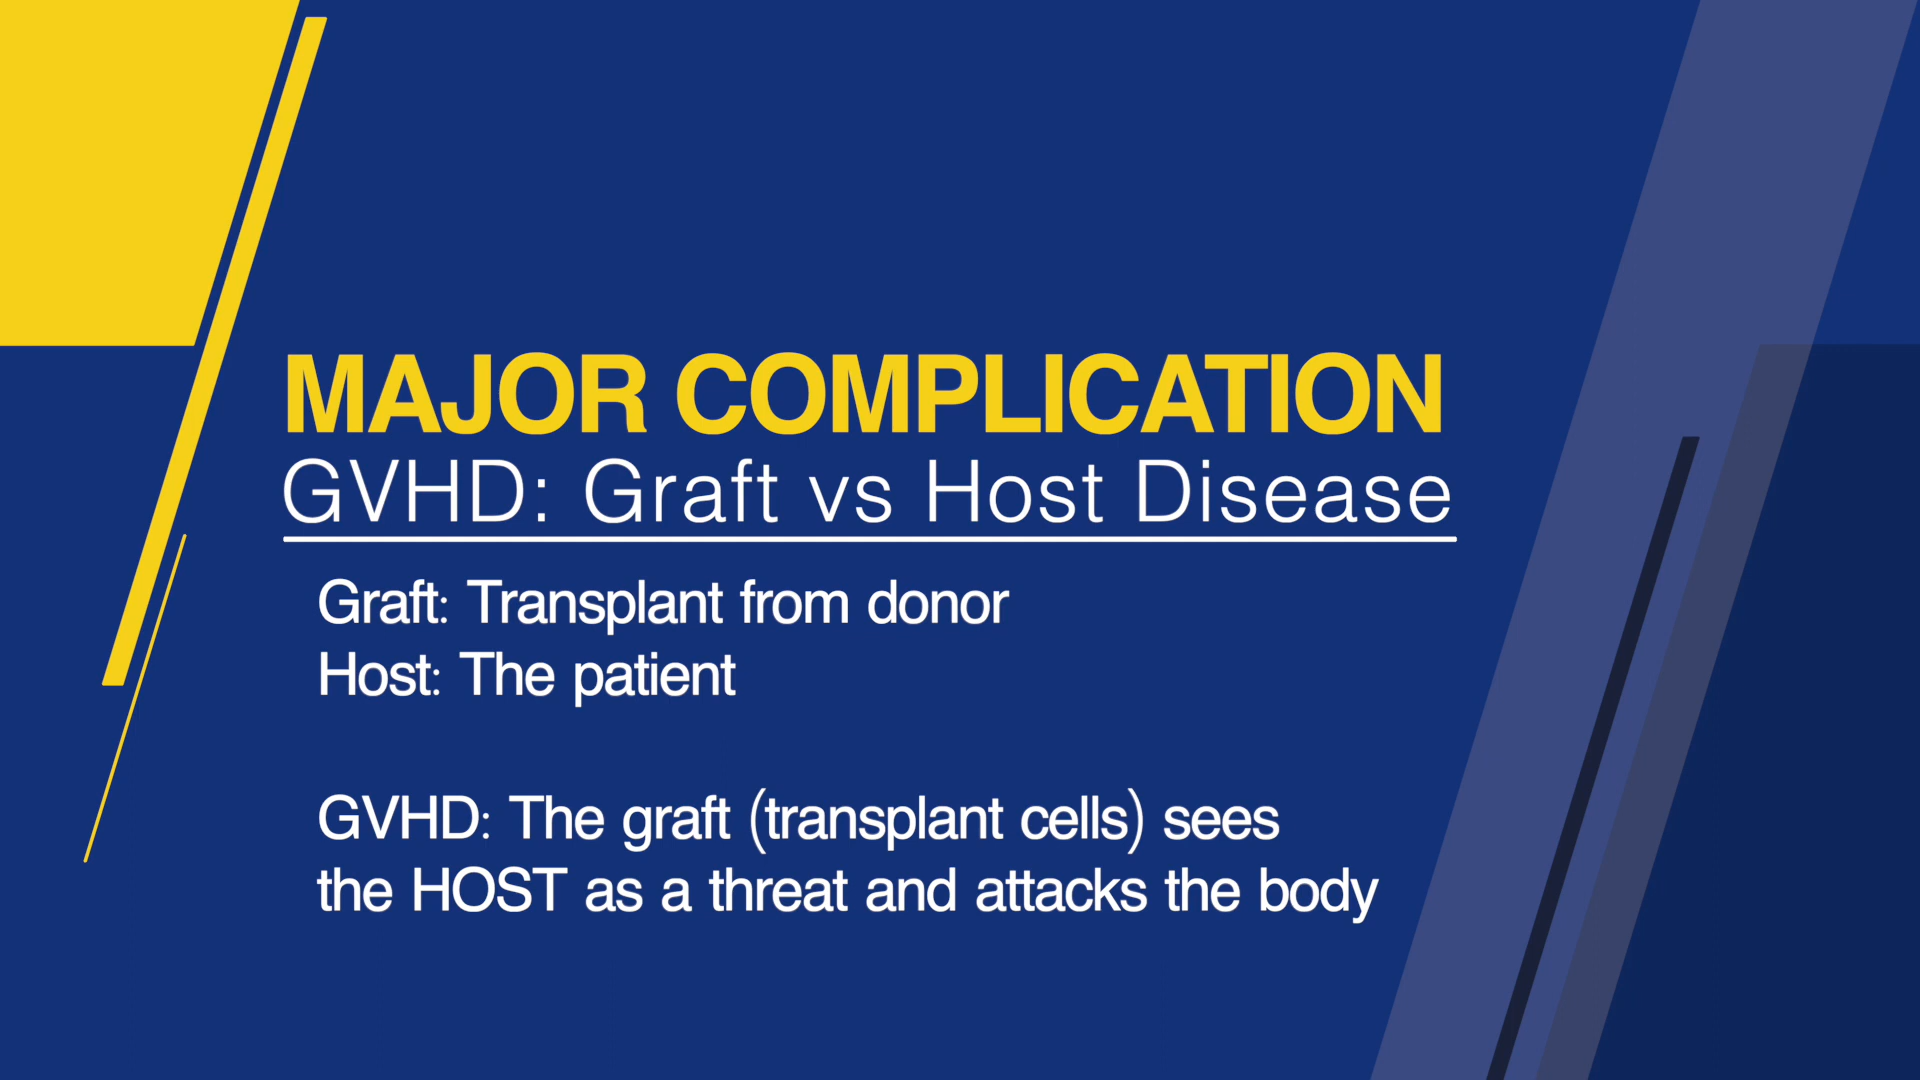 MAJOR COMPLICATION
GVHD: Graft vs Host Disease
Graft: Transplant from donor
Host: The patient
GVHD: The graft (transplant cells) sees
the HOST as a threat and attacks the body